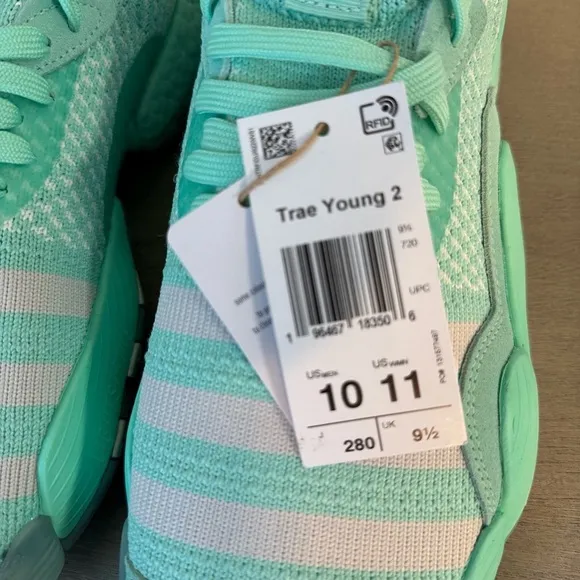 RFID
Trae Young 2
9½
720
UPC
1 96467 18350 6
US MEN 10
US WMN 11
280
UK 9½